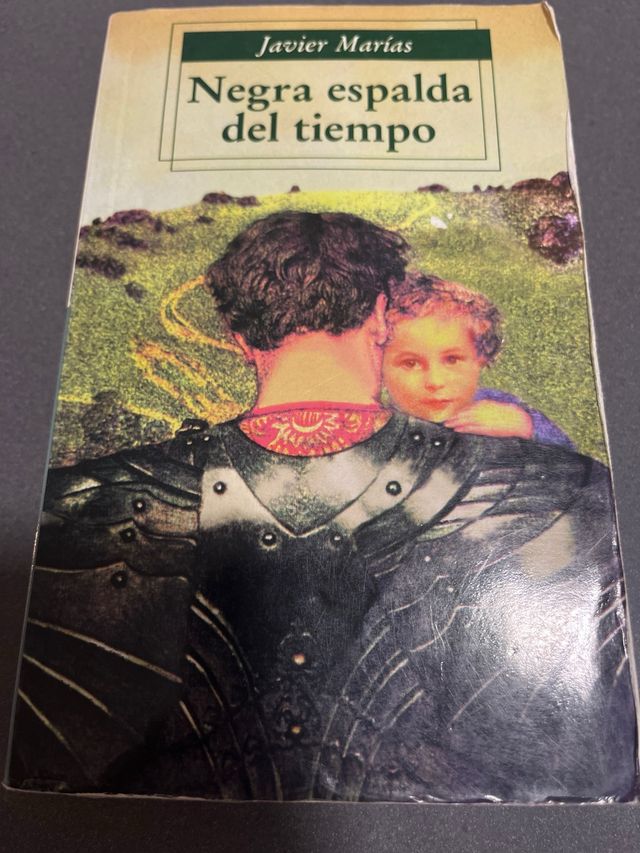 Javier Marías
Negra espalda
del tiempo